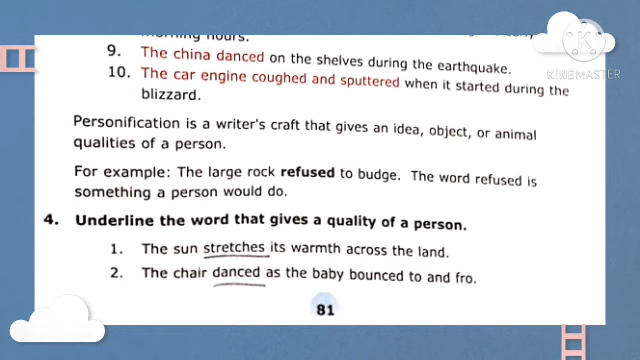 morning hours.
9. The china danced on the shelves during the earthquake.
10. The car engine coughed and sputtered when it started during the
blizzard.
Personification is a writer's craft that gives an idea, object, or animal
qualities of a person.
For example: The large rock refused to budge. The word refused is
something a person would do.
4. Underline the word that gives a quality of a person.
1. The sun stretches its warmth across the land.
2. The chair danced as the baby bounced to and fro.
81
K
KINEMASTER